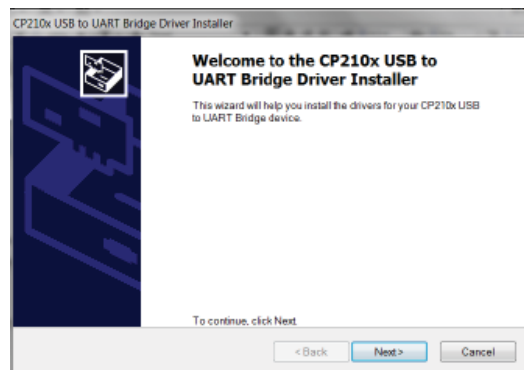 CP210x USB to UART Bridge Driver Installer
Welcome to the CP210x USB to
UART Bridge Driver Installer
This wizard will help you install the drivers for your CP210x USB
to UART Bridge device.
To continue, click Next.
< Back Next > Cancel